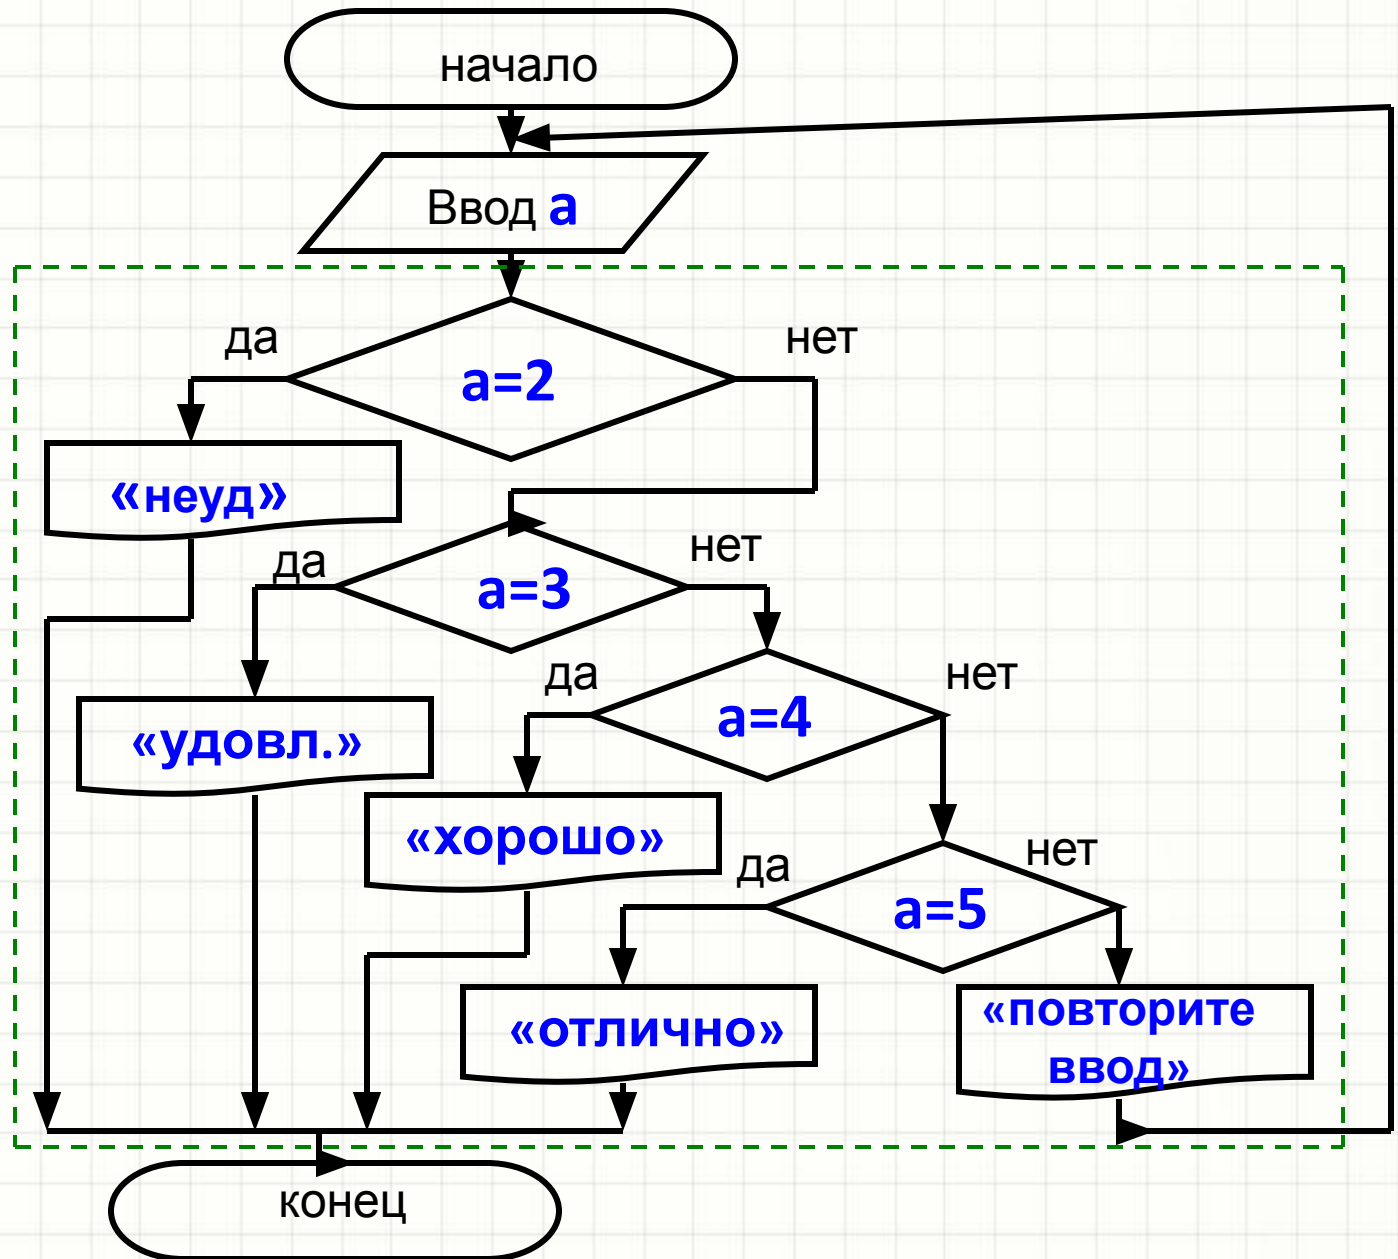 начало
Ввод а
да
нет
а=2
«неуд»
да
нет
а=3
да
нет
а=4
«удовл.»
«хорошо»
да
нет
а=5
«отлично»
«повторите
ввод»
конец